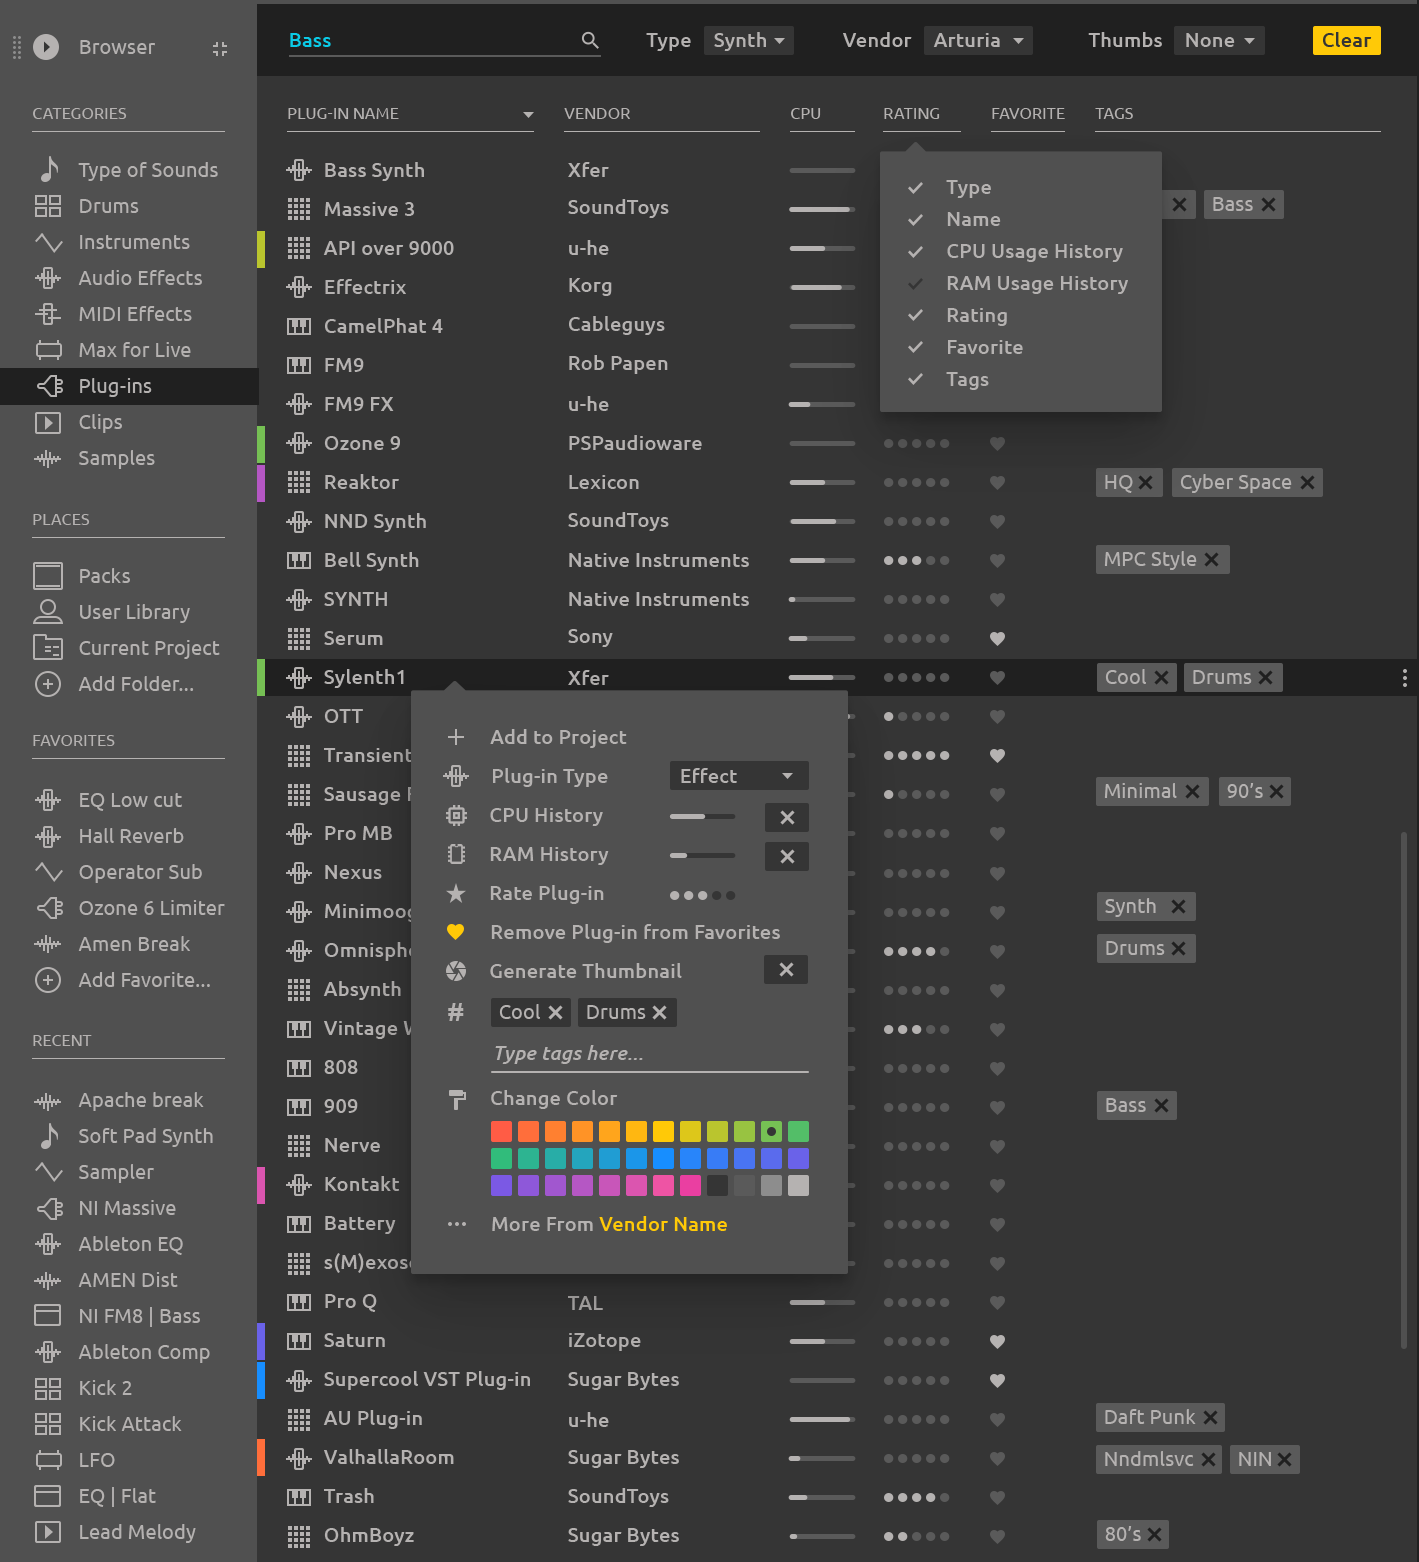 Browser
CATEGORIES
Type of Sounds
Drums
Instruments
Audio Effects
MIDI Effects
Max for Live
Plug-ins
Clips
Samples
PLACES
Packs
User Library
Current Project
Add Folder...
FAVORITES
EQ Low cut
Hall Reverb
Operator Sub
Ozone 6 Limiter
Amen Break
Add Favorite...
RECENT
Apache break
Soft Pad Synth
Sampler
NI Massive
Ableton EQ
AMEN Dist
NI FM8 | Bass
Ableton Comp
Kick 2
Kick Attack
LFO
EQ | Flat
Lead Melody
Bass Type Synth Vendor Arturia Thumbs None Clear
PLUG-IN NAME VENDOR CPU RATING FAVORITE TAGS
Bass Synth Xfer
Massive 3 SoundToys Bass
API over 9000 u-he
Effectrix Korg
CamelPhat 4 Cableguys
FM9 Rob Papen
FM9 FX u-he
Ozone 9 PSPaudioware
Reaktor Lexicon HQ Cyber Space
NND Synth SoundToys
Bell Synth Native Instruments MPC Style
SYNTH Native Instruments
Serum Sony
Sylenth1 Xfer Cool Drums
OTT
Transient
Sausage Minimal 90's
Pro MB
Nexus
Minimoog Synth
Omnisphe Drums
Absynth
Vintage
808
909 Bass
Nerve
Kontakt
Battery
s(M)exos
Pro Q TAL
Saturn iZotope
Supercool VST Plug-in Sugar Bytes
AU Plug-in u-he Daft Punk
ValhallaRoom Sugar Bytes Nndmlsvc NIN
Trash SoundToys
OhmBoyz Sugar Bytes 80's
Type
Name
CPU Usage History
RAM Usage History
Rating
Favorite
Tags
Add to Project
Plug-in Type Effect
CPU History
RAM History
Rate Plug-in
Remove Plug-in from Favorites
Generate Thumbnail
# Cool Drums
Type tags here...
Change Color
More From Vendor Name